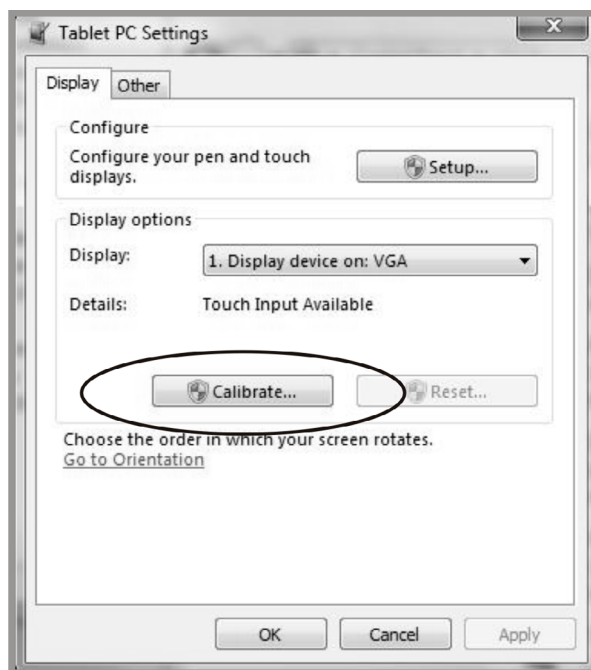 Tablet PC Settings
Display
Other
Configure
Configure your pen and touch
displays.
Setup...
Display options
Display:
1. Display device on: VGA
Details:
Touch Input Available
Calibrate...
Reset...
Choose the order in which your screen rotates.
Go to Orientation
OK
Cancel
Apply